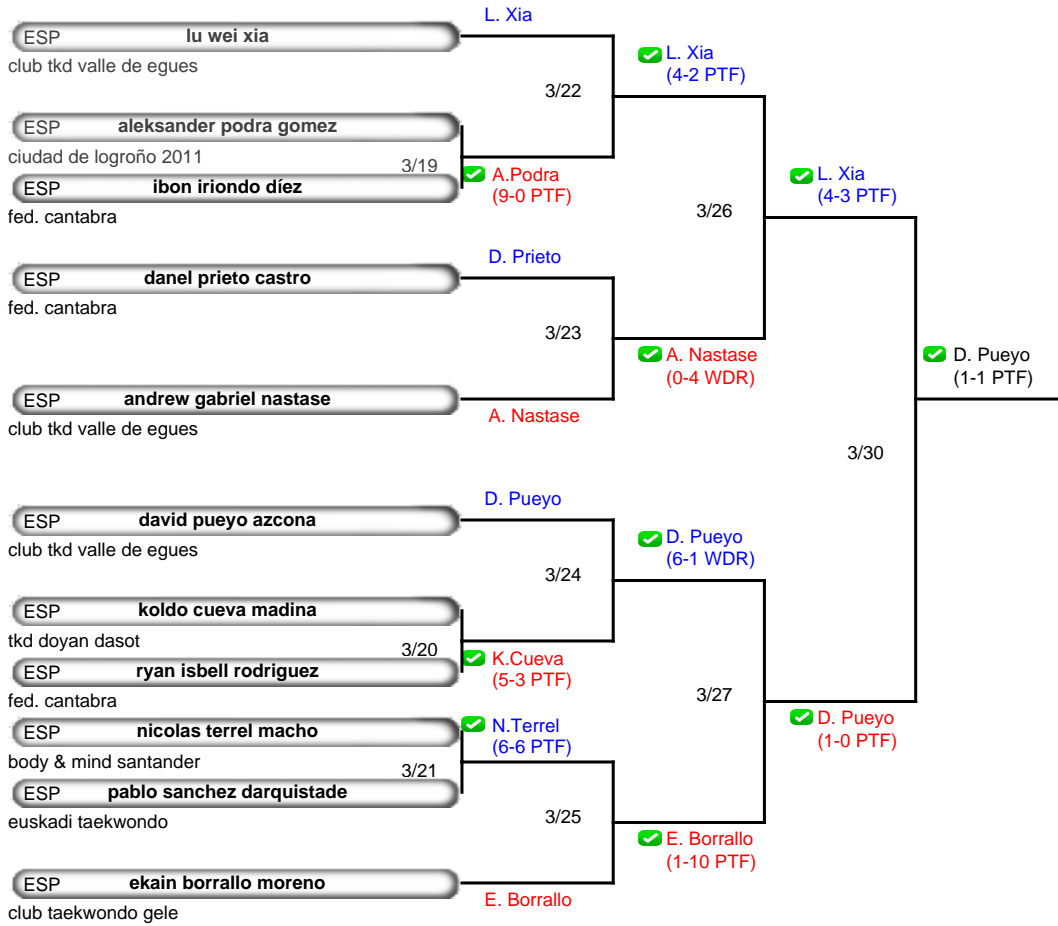 L. Xia
ESP lu wei xia
club tkd valle de egues
L. Xia
(4-2 PTF)
3/22
ESP aleksander podra gomez
ciudad de logroño 2011
3/19
A.Podra
(9-0 PTF)
ESP ibon iriondo díez
fed. cantabra
L. Xia
(4-3 PTF)
3/26
D. Prieto
ESP danel prieto castro
fed. cantabra
3/23
A. Nastase
(0-4 WDR)
D. Pueyo
(1-1 PTF)
ESP andrew gabriel nastase
A. Nastase
club tkd valle de egues
3/30
D. Pueyo
ESP david pueyo azcona
club tkd valle de egues
D. Pueyo
(6-1 WDR)
3/24
ESP koldo cueva madina
tkd doyan dasot
3/20
K.Cueva
(5-3 PTF)
ESP ryan isbell rodriguez
fed. cantabra
3/27
D. Pueyo
(1-0 PTF)
ESP nicolas terrel macho
N.Terrel
(6-6 PTF)
body & mind santander
3/21
ESP pablo sanchez darquistade
euskadi taekwondo
3/25
E. Borrallo
(1-10 PTF)
ESP ekain borrallo moreno
E. Borrallo
club taekwondo gele